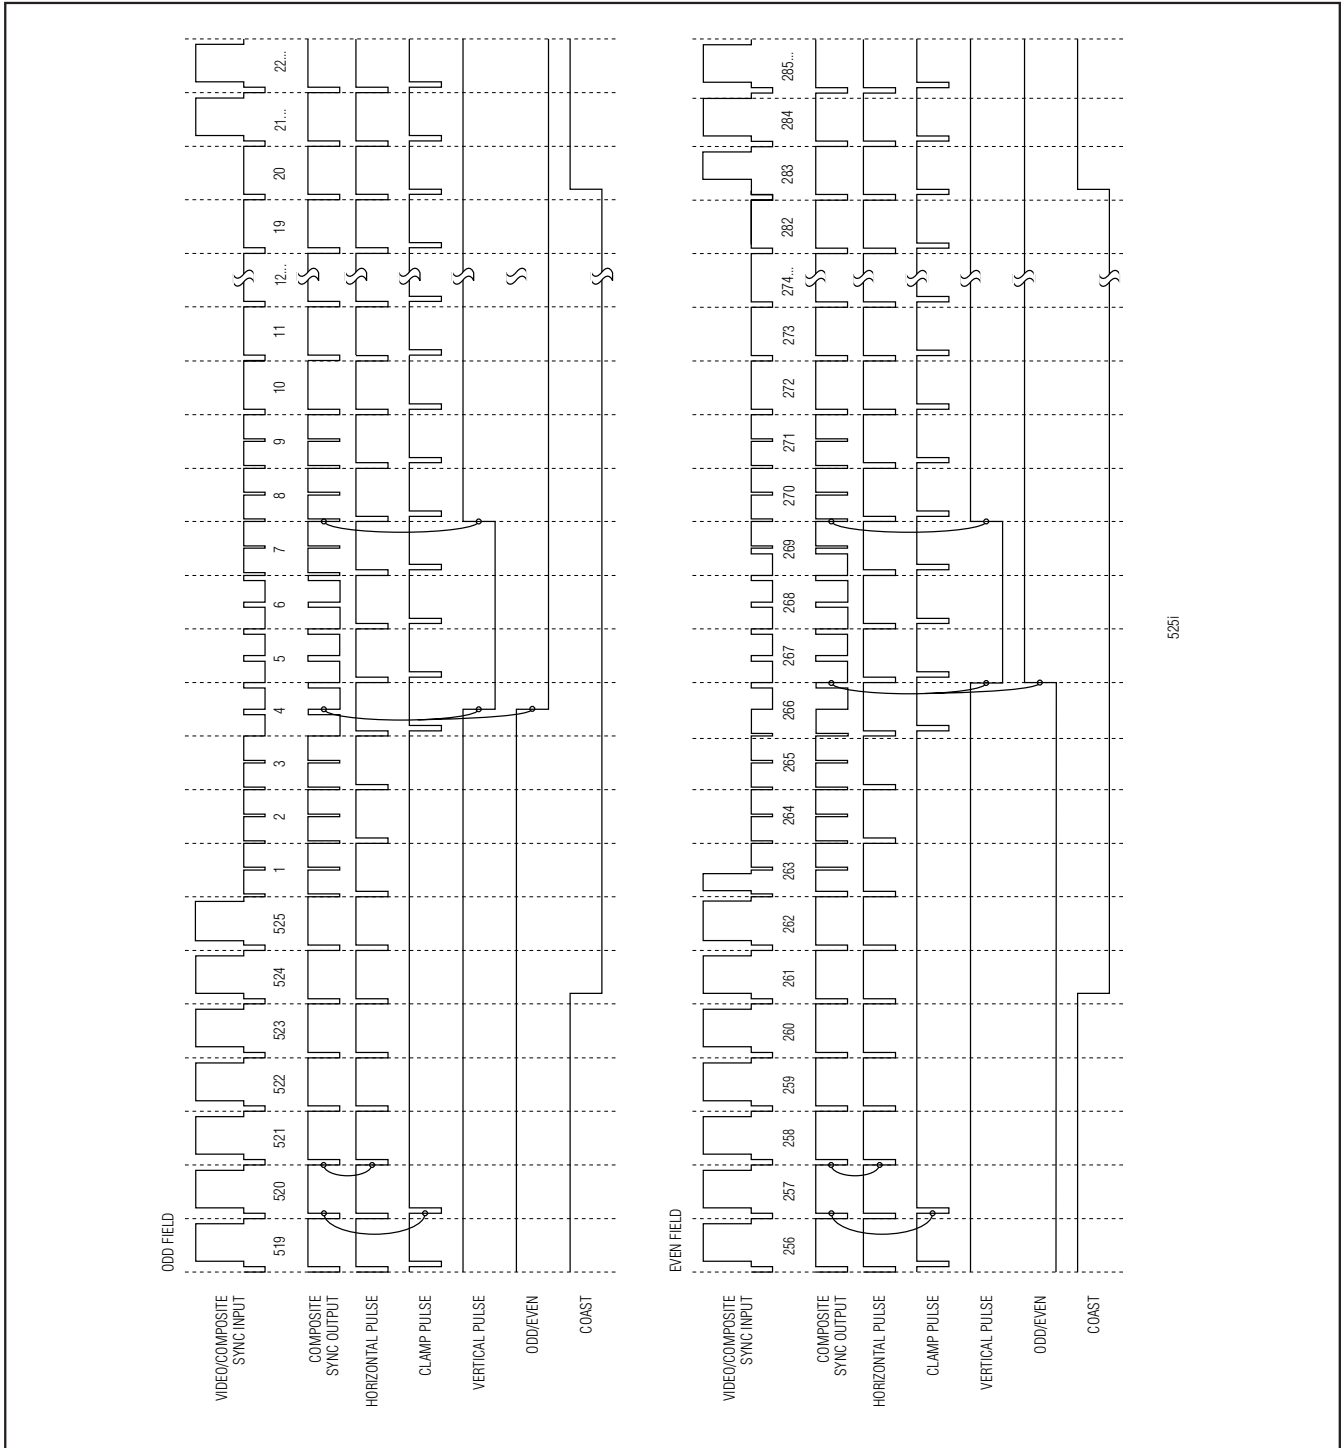 ODD FIELD
VIDEO/COMPOSITE
SYNC INPUT
519 520 521 522 523 524 525 1 2 3 4 5 6 7 8 9 10 11 12... 19 20 21... 22...
COMPOSITE
SYNC OUTPUT
HORIZONTAL PULSE
CLAMP PULSE
VERTICAL PULSE
ODD/EVEN
COAST
EVEN FIELD
VIDEO/COMPOSITE
SYNC INPUT
256 257 258 259 260 261 262 263 264 265 266 267 268 269 270 271 272 273 274... 282 283 284 285...
COMPOSITE
SYNC OUTPUT
HORIZONTAL PULSE
CLAMP PULSE
VERTICAL PULSE
ODD/EVEN
COAST
525i